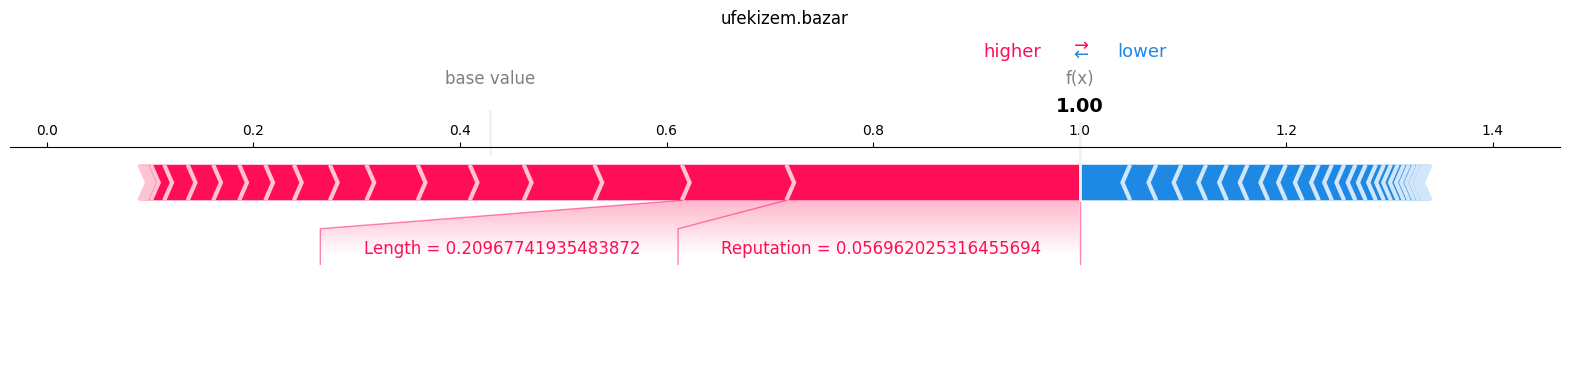 ufekizem.bazar
higher ⇄ lower
base value f(x)
1.00
0.0 0.2 0.4 0.6 0.8 1.0 1.2 1.4
Length = 0.20967741935483872 Reputation = 0.056962025316455694